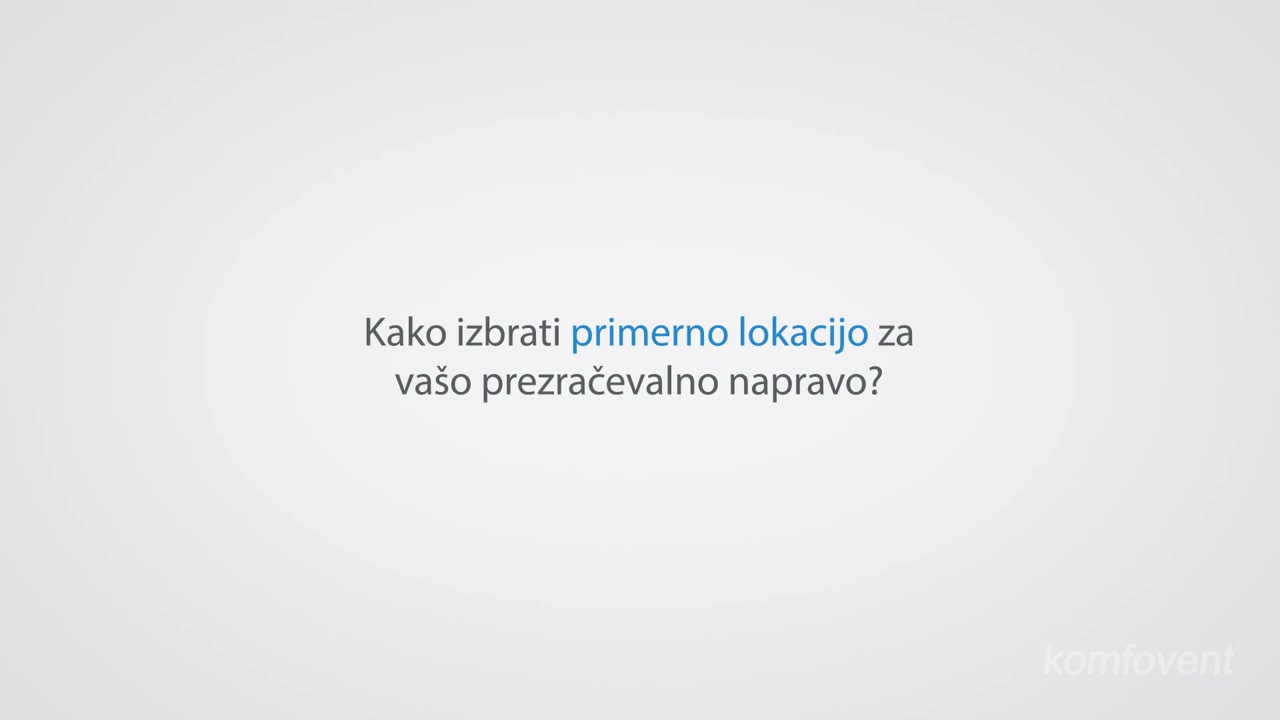 Kako izbrati primerno lokacijo za
vašo prezračevalno napravo?
komfovent®